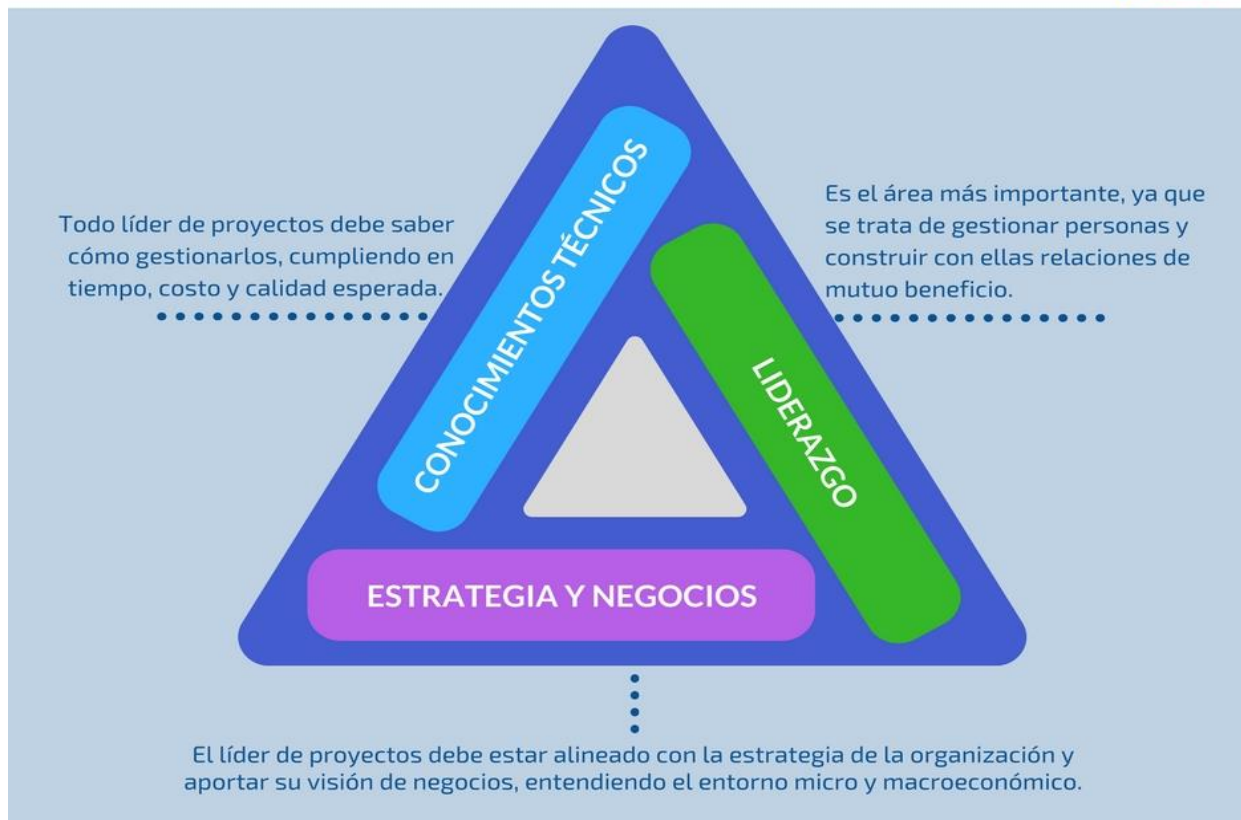 CONOCIMIENTOS TÉCNICOS
Todo líder de proyectos debe saber
cómo gestionarlos, cumpliendo en
tiempo, costo y calidad esperada.
LIDERAZGO
Es el área más importante, ya que
se trata de gestionar personas y
construir con ellas relaciones de
mutuo beneficio.
ESTRATEGIA Y NEGOCIOS
El líder de proyectos debe estar alineado con la estrategia de la organización y
aportar su visión de negocios, entendiendo el entorno micro y macroeconómico.